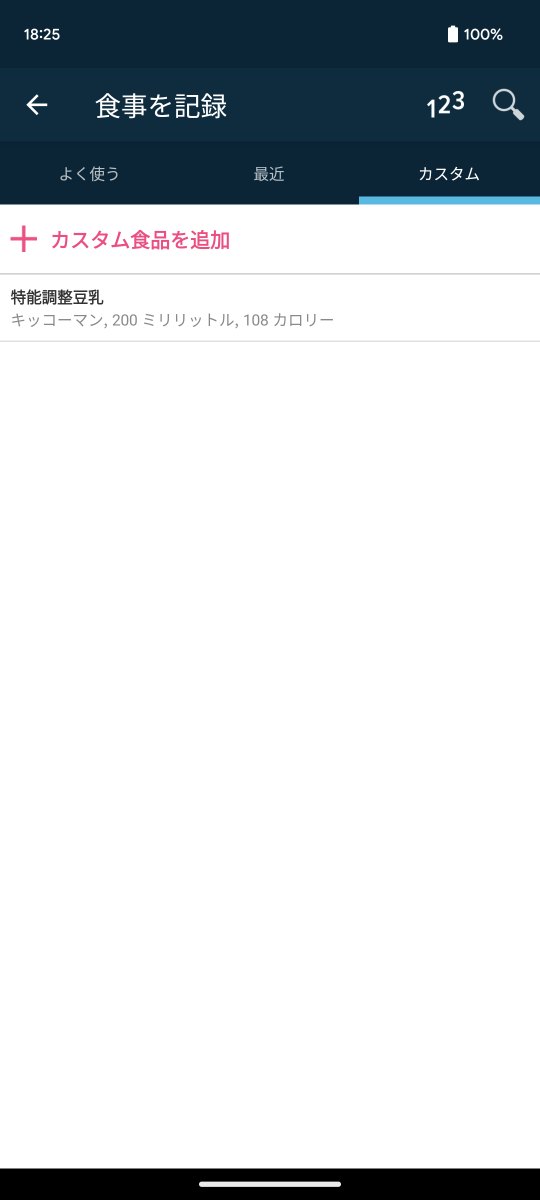 18:25
100%
食事を記録
123
よく使う
最近
カスタム
カスタム食品を追加
特能調整豆乳
キッコーマン, 200 ミリリットル, 108 カロリー